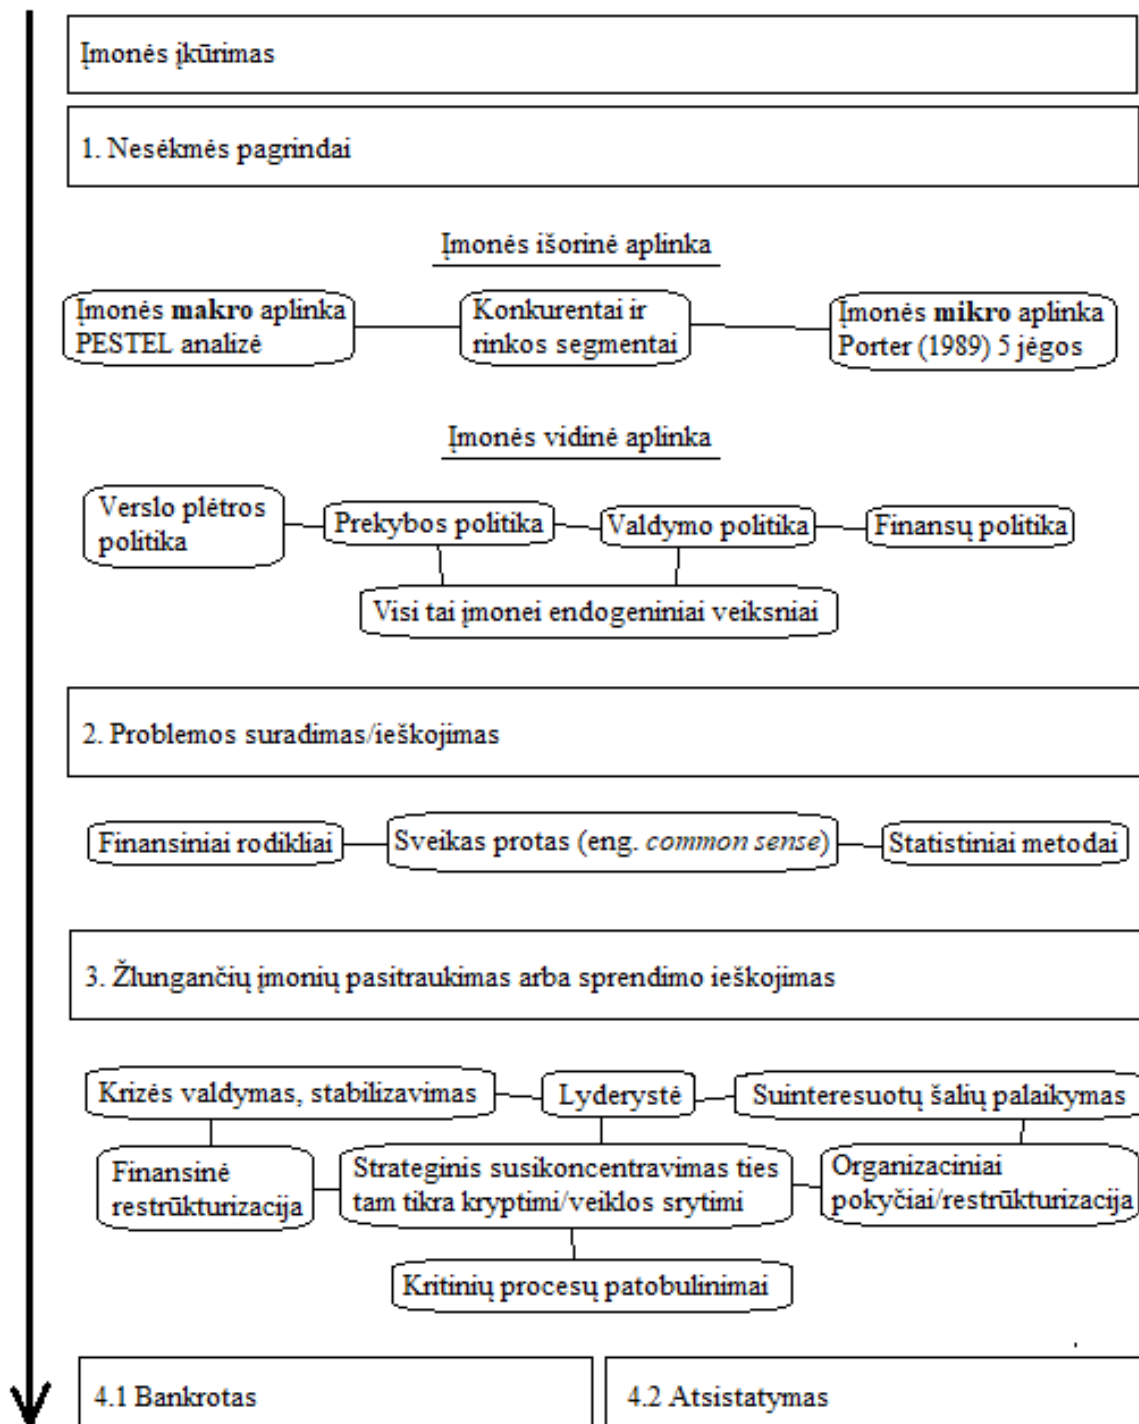 Įmonės įkūrimas
1. Nesėkmės pagrindai
Įmonės išorinė aplinka
Įmonės makro aplinka
PESTEL analizė
Konkurentai ir
rinkos segmentai
Įmonės mikro aplinka
Porter (1989) 5 jėgos
Įmonės vidinė aplinka
Verslo plėtros
politika
Prekybos politika
Valdymo politika
Finansų politika
Visi tai įmonei endogeniniai veiksniai
2. Problemos suradimas/ieškojimas
Finansiniai rodikliai
Sveikas protas (eng. common sense)
Statistiniai metodai
3. Žlungančių įmonių pasitraukimas arba sprendimo ieškojimas
Krizės valdymas, stabilizavimas
Lyderystė
Suinteresuotų šalių palaikymas
Finansinė
restrūkturizacija
Strateginis susikoncentravimas ties
tam tikra kryptimi/veiklos srytimi
Organizaciniai
pokyčiai/restrūkturizacija
Kritinių procesų patobulinimai
4.1 Bankrotas
4.2 Atsistatymas